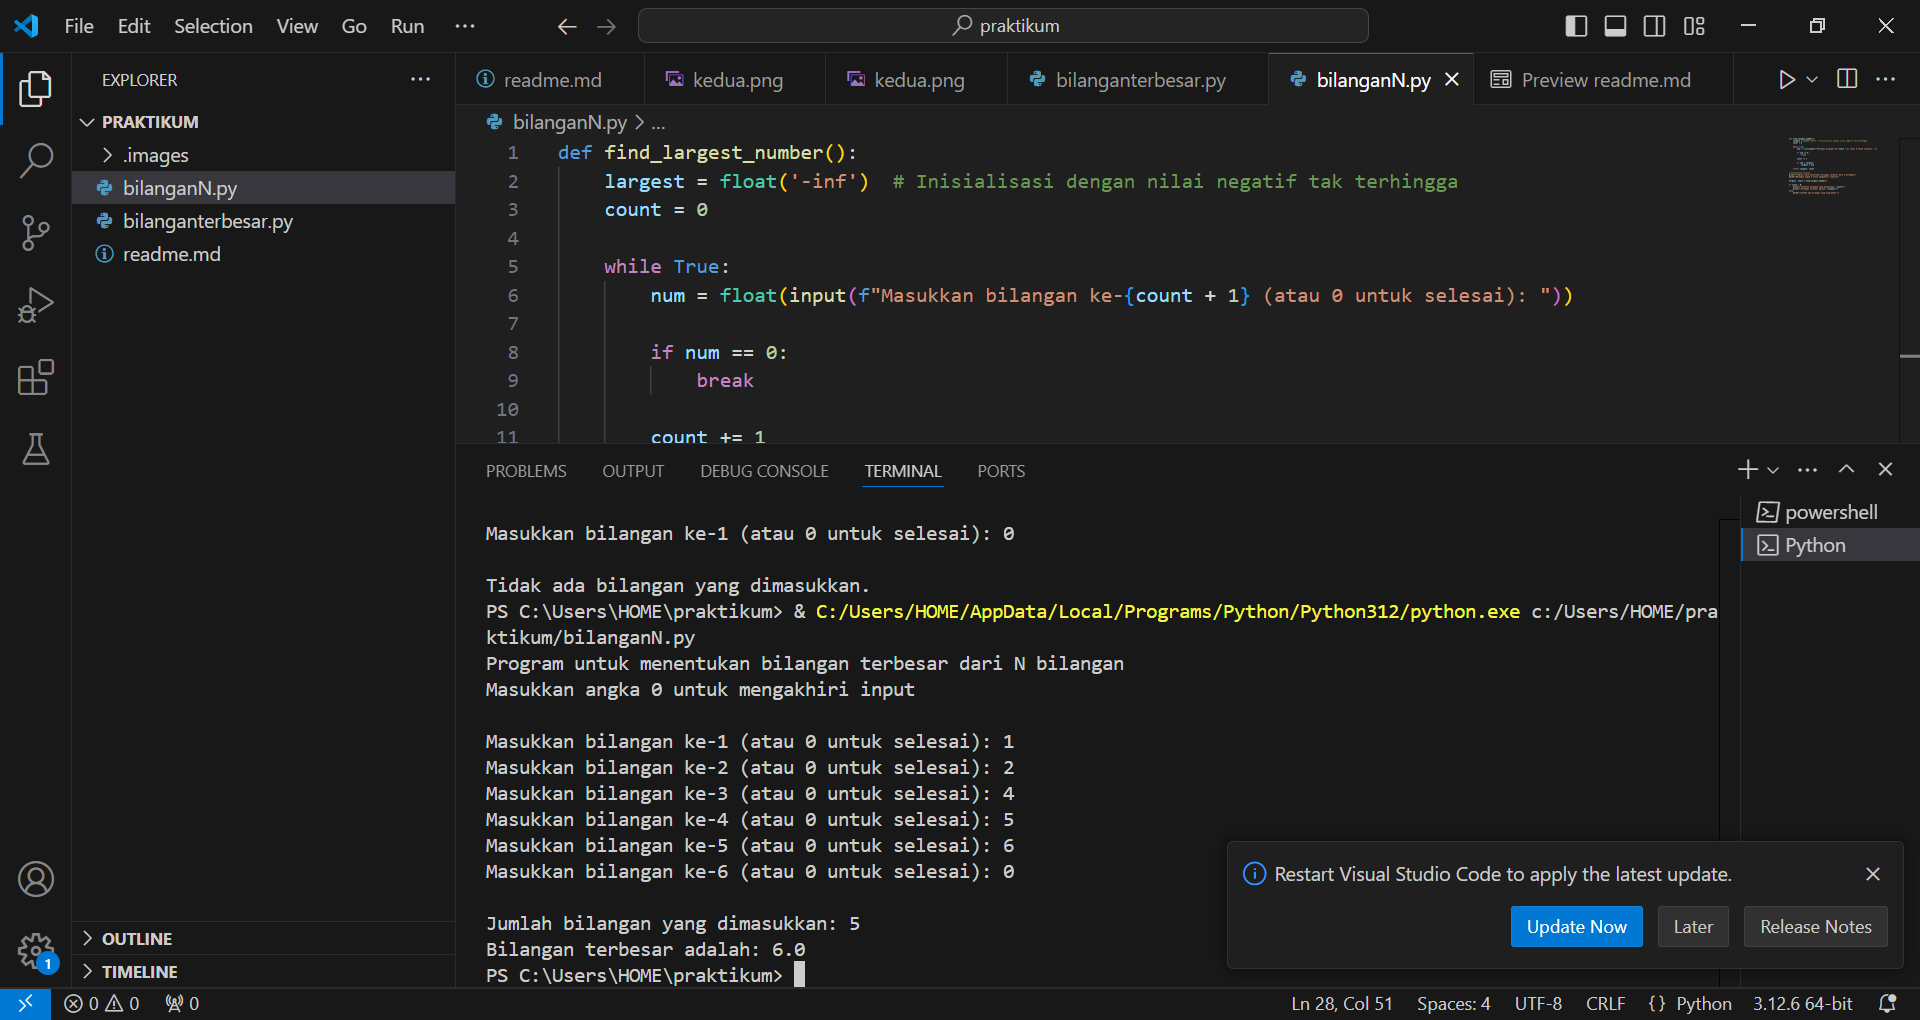 File Edit Selection View Go Run ···
praktikum
EXPLORER ···
PRAKTIKUM
.images
bilanganN.py
bilanganterbesar.py
readme.md
OUTLINE
TIMELINE
1
readme.md kedua.png kedua.png bilanganterbesar.py bilanganN.py Preview readme.md
bilanganN.py > ...
1 def find_largest_number():
2 largest = float('-inf') # Inisialisasi dengan nilai negatif tak terhingga
3 count = 0
4
5 while True:
6 num = float(input(f"Masukkan bilangan ke-{count + 1} (atau 0 untuk selesai): "))
7
8 if num == 0:
9 break
10
11 count += 1
PROBLEMS OUTPUT DEBUG CONSOLE TERMINAL PORTS
powershell
Python
Masukkan bilangan ke-1 (atau 0 untuk selesai): 0
Tidak ada bilangan yang dimasukkan.
PS C:\Users\HOME\praktikum> & C:/Users/HOME/AppData/Local/Programs/Python/Python312/python.exe c:/Users/HOME/pra
ktikum/bilanganN.py
Program untuk menentukan bilangan terbesar dari N bilangan
Masukkan angka 0 untuk mengakhiri input
Masukkan bilangan ke-1 (atau 0 untuk selesai): 1
Masukkan bilangan ke-2 (atau 0 untuk selesai): 2
Masukkan bilangan ke-3 (atau 0 untuk selesai): 4
Masukkan bilangan ke-4 (atau 0 untuk selesai): 5
Masukkan bilangan ke-5 (atau 0 untuk selesai): 6
Masukkan bilangan ke-6 (atau 0 untuk selesai): 0
Jumlah bilangan yang dimasukkan: 5
Bilangan terbesar adalah: 6.0
PS C:\Users\HOME\praktikum>
Restart Visual Studio Code to apply the latest update.
Update Now Later Release Notes
0 0 0 Ln 28, Col 51 Spaces: 4 UTF-8 CRLF {} Python 3.12.6 64-bit